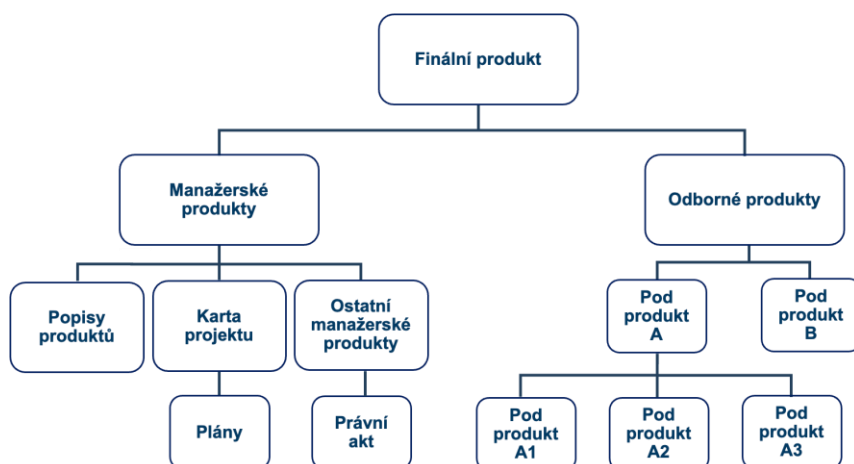 Finální produkt
Manažerské
produkty
Odborné produkty
Popisy
produktů
Karta
projektu
Ostatní
manažerské
produkty
Pod
produkt
A
Pod
produkt
B
Plány
Právní
akt
Pod
produkt
A1
Pod
produkt
A2
Pod
produkt
A3